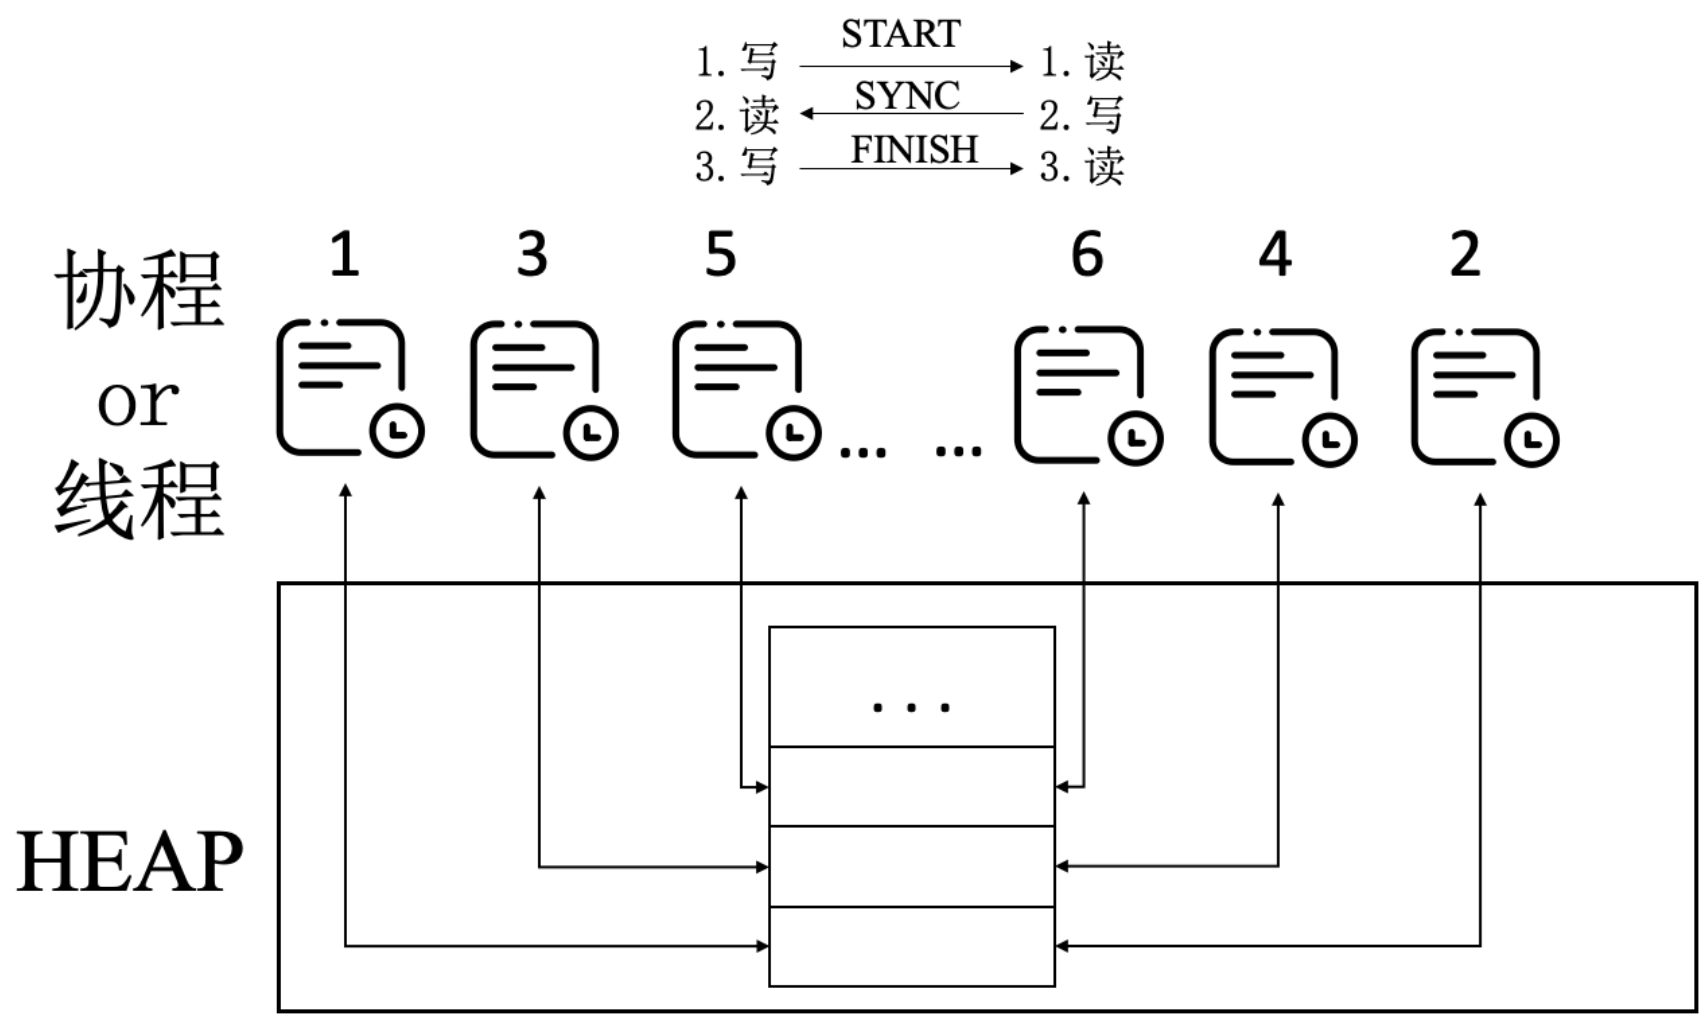 START
1. 写 1. 读
SYNC
2. 读 2. 写
FINISH
3. 写 3. 读
协程
or
线程
1 3 5 6 4 2
... ...
HEAP
...